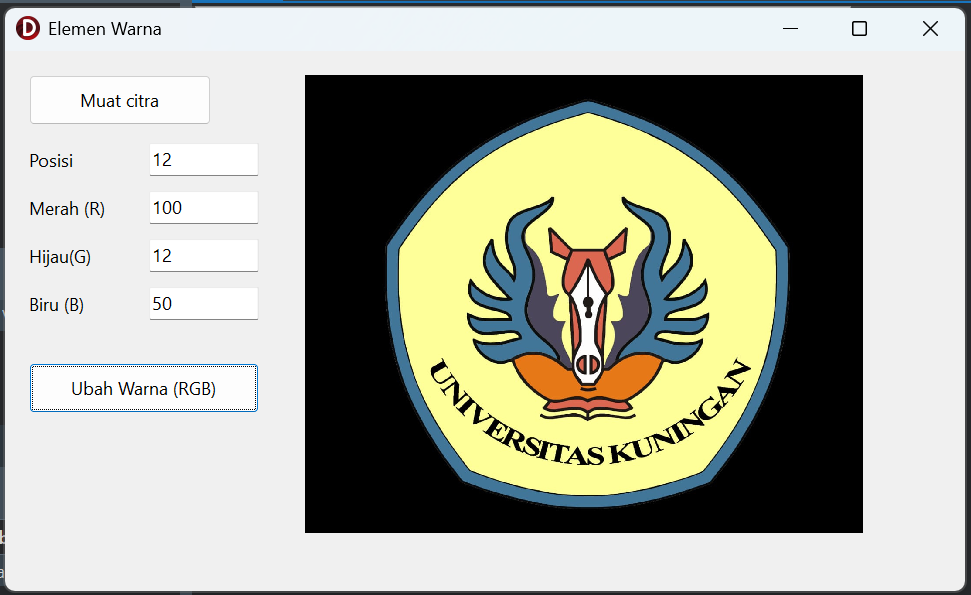 Elemen Warna
Muat citra
Posisi 12
Merah (R) 100
Hijau(G) 12
Biru (B) 50
Ubah Warna (RGB)
UNIVERSITAS KUNINGAN